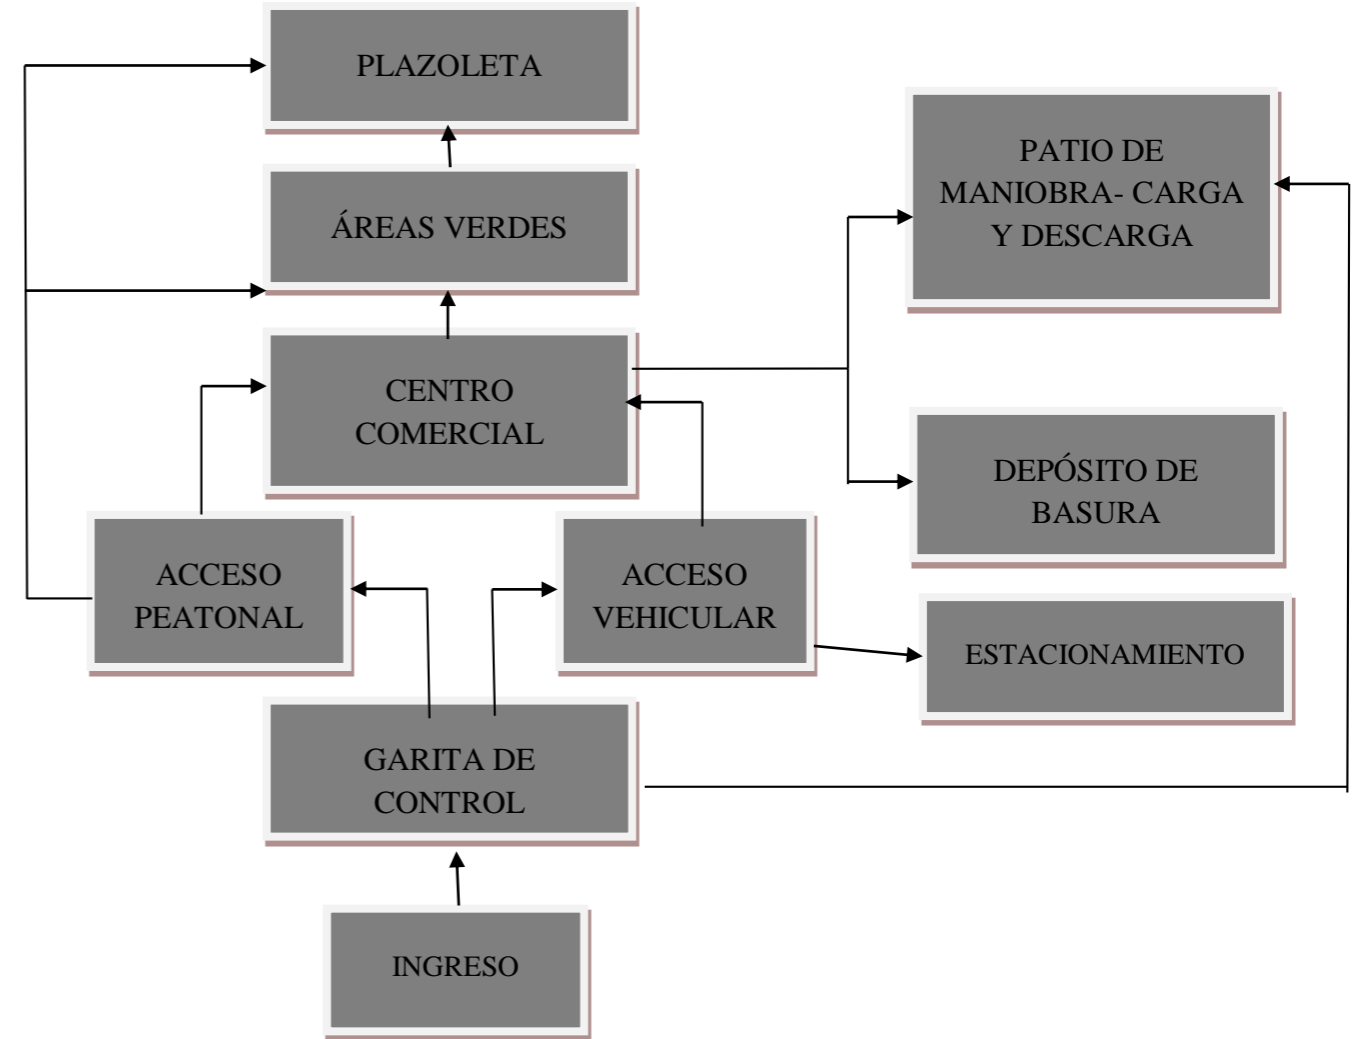 PLAZOLETA
ÁREAS VERDES
PATIO DE
MANIOBRA- CARGA
Y DESCARGA
CENTRO
COMERCIAL
DEPÓSITO DE
BASURA
ACCESO
PEATONAL
ACCESO
VEHICULAR
ESTACIONAMIENTO
GARITA DE
CONTROL
INGRESO